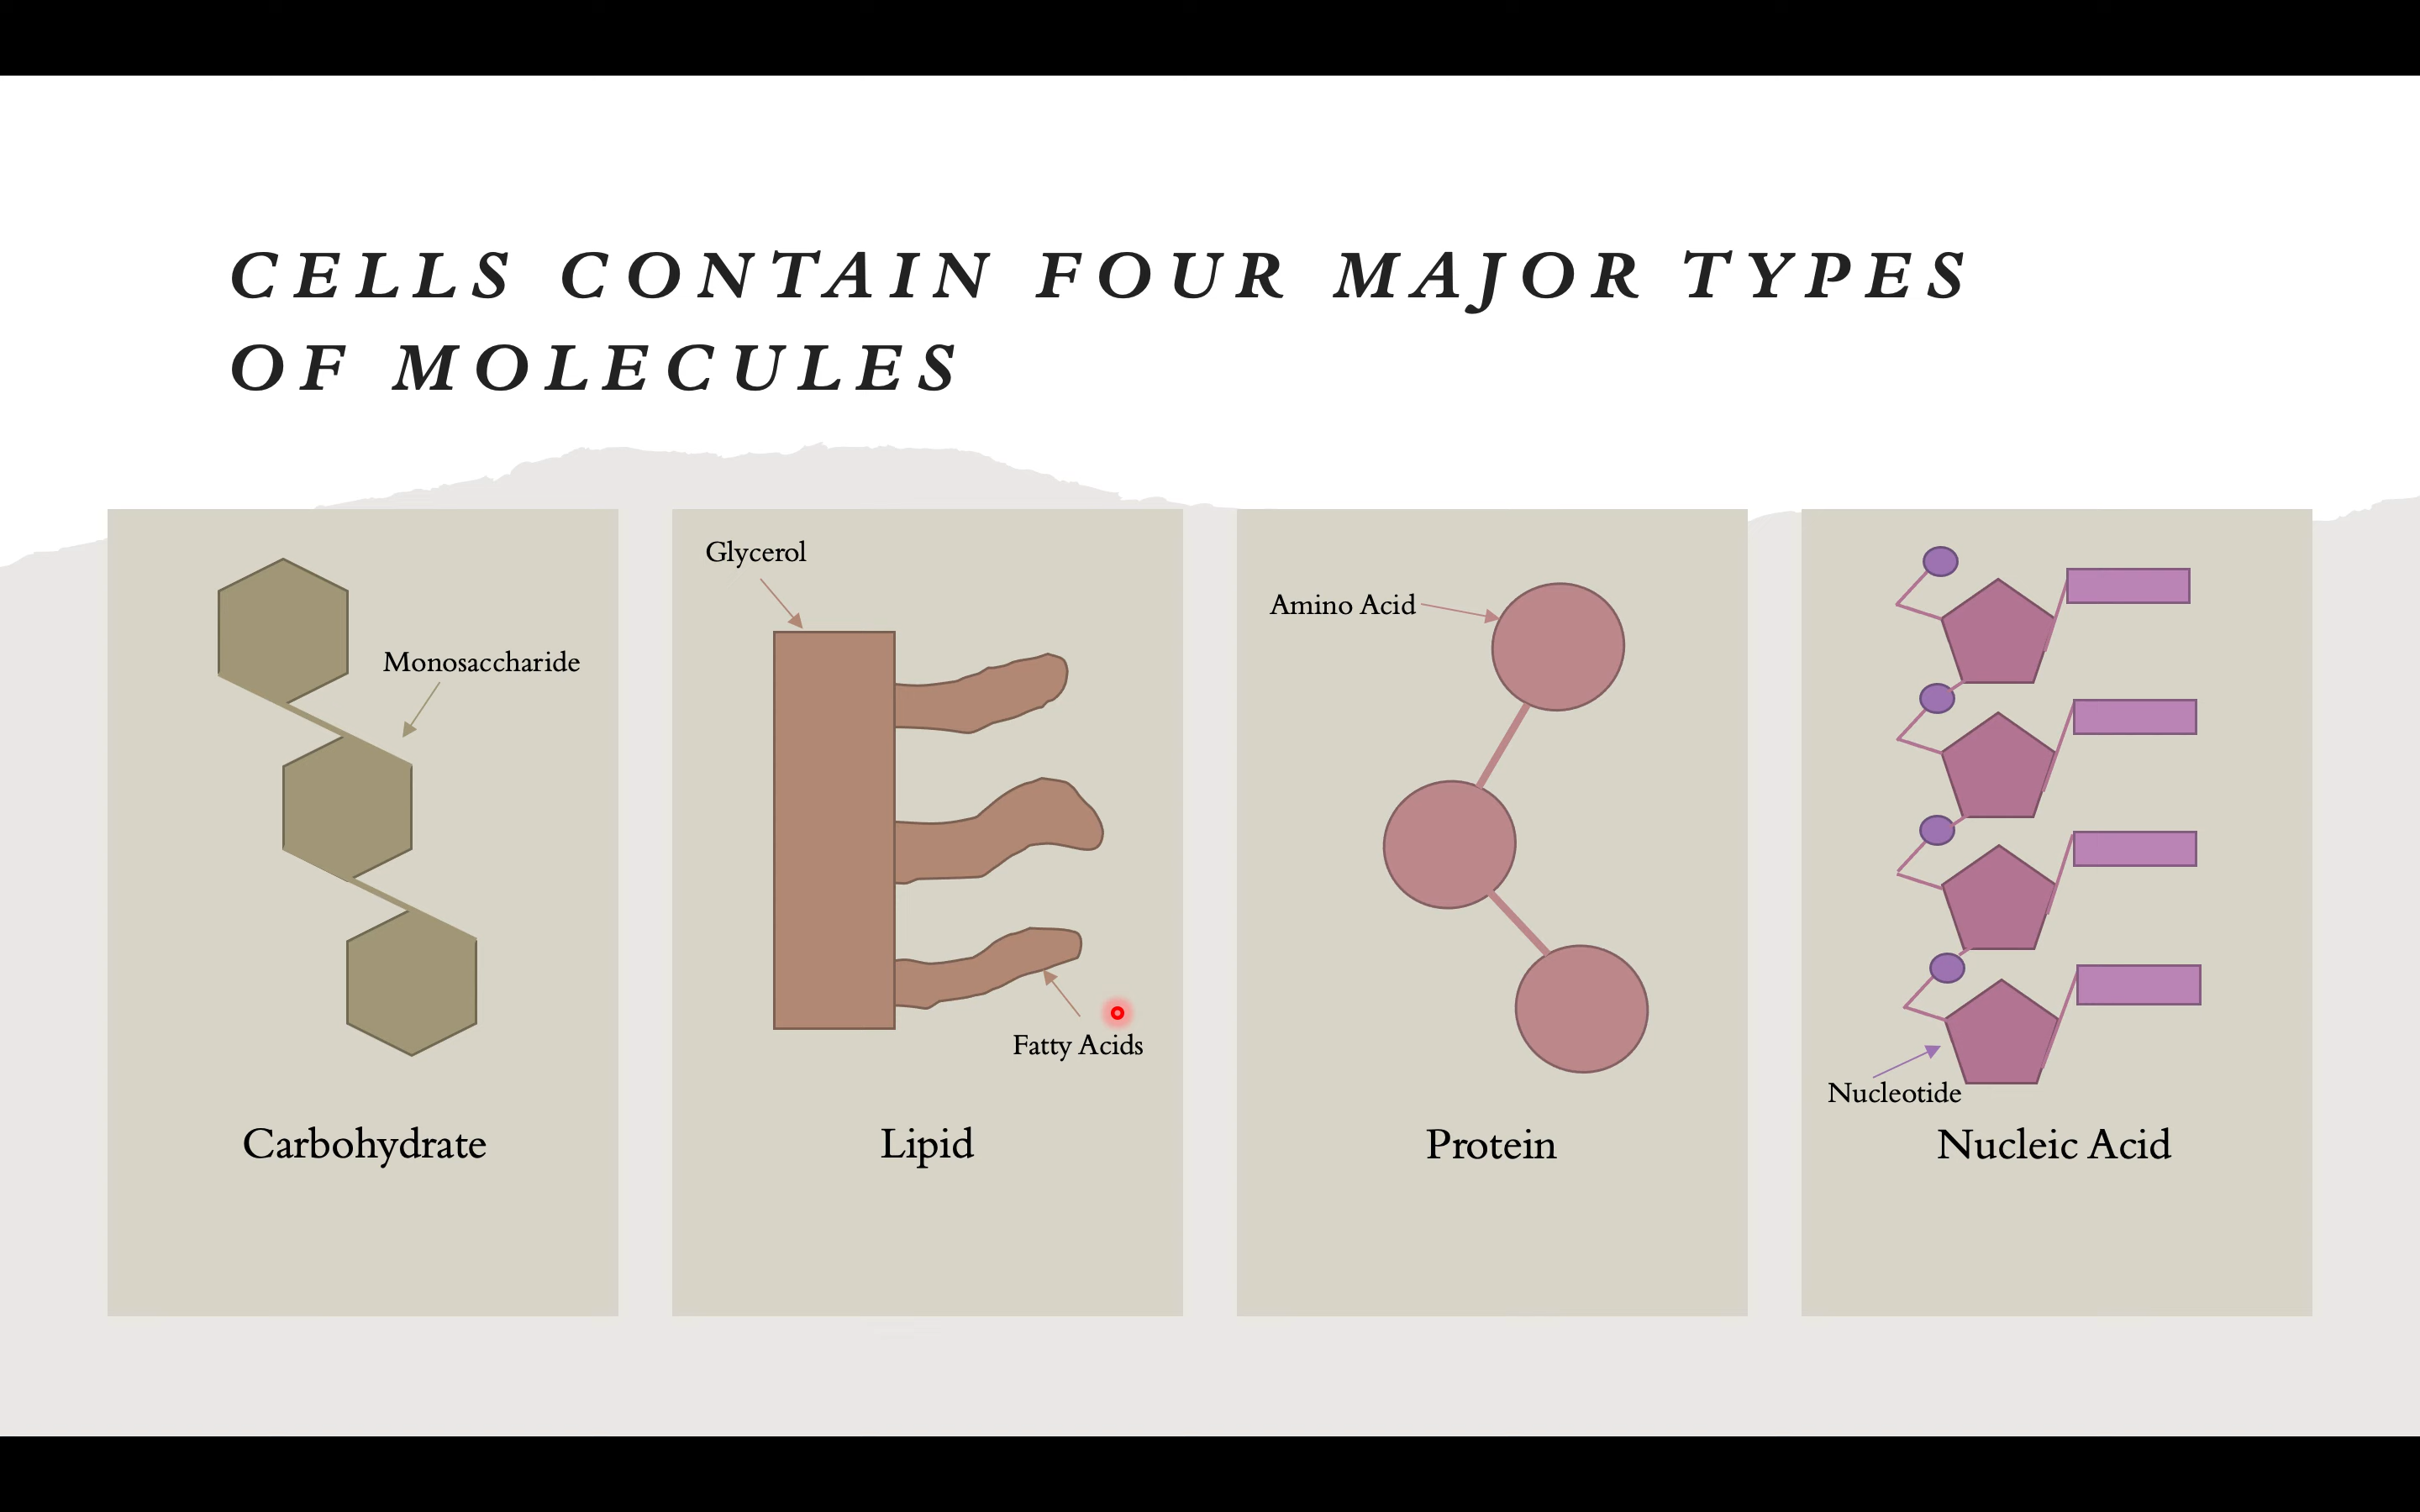 CELLS CONTAIN FOUR MAJOR TYPES
OF MOLECULES
Monosaccharide
Carbohydrate
Glycerol
Fatty Acids
Lipid
Amino Acid
Protein
Nucleotide
Nucleic Acid